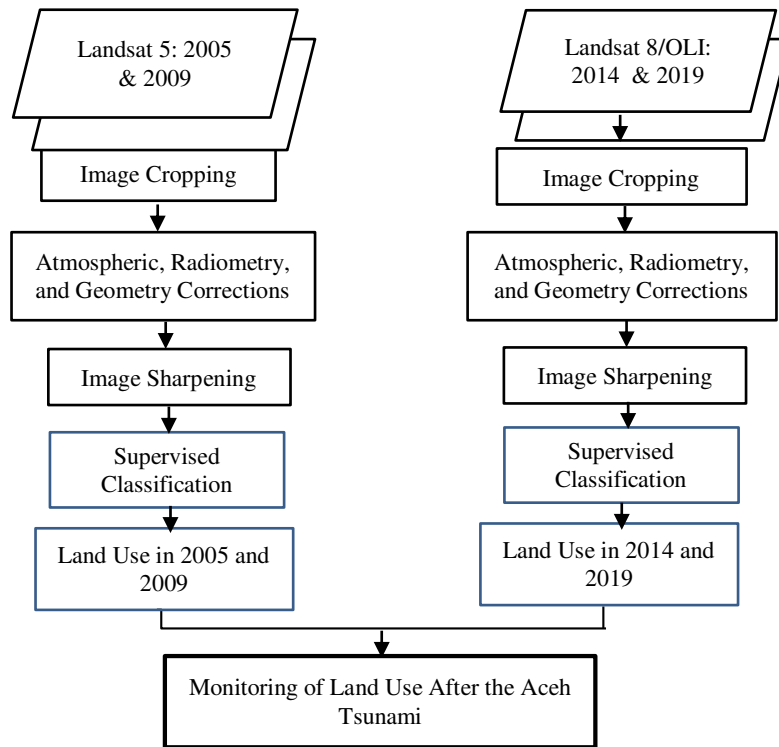 Landsat 5: 2005
& 2009
Image Cropping
Atmospheric, Radiometry,
and Geometry Corrections
Image Sharpening
Supervised
Classification
Land Use in 2005 and
2009
Landsat 8/OLI:
2014 & 2019
Image Cropping
Atmospheric, Radiometry,
and Geometry Corrections
Image Sharpening
Supervised
Classification
Land Use in 2014 and
2019
Monitoring of Land Use After the Aceh
Tsunami